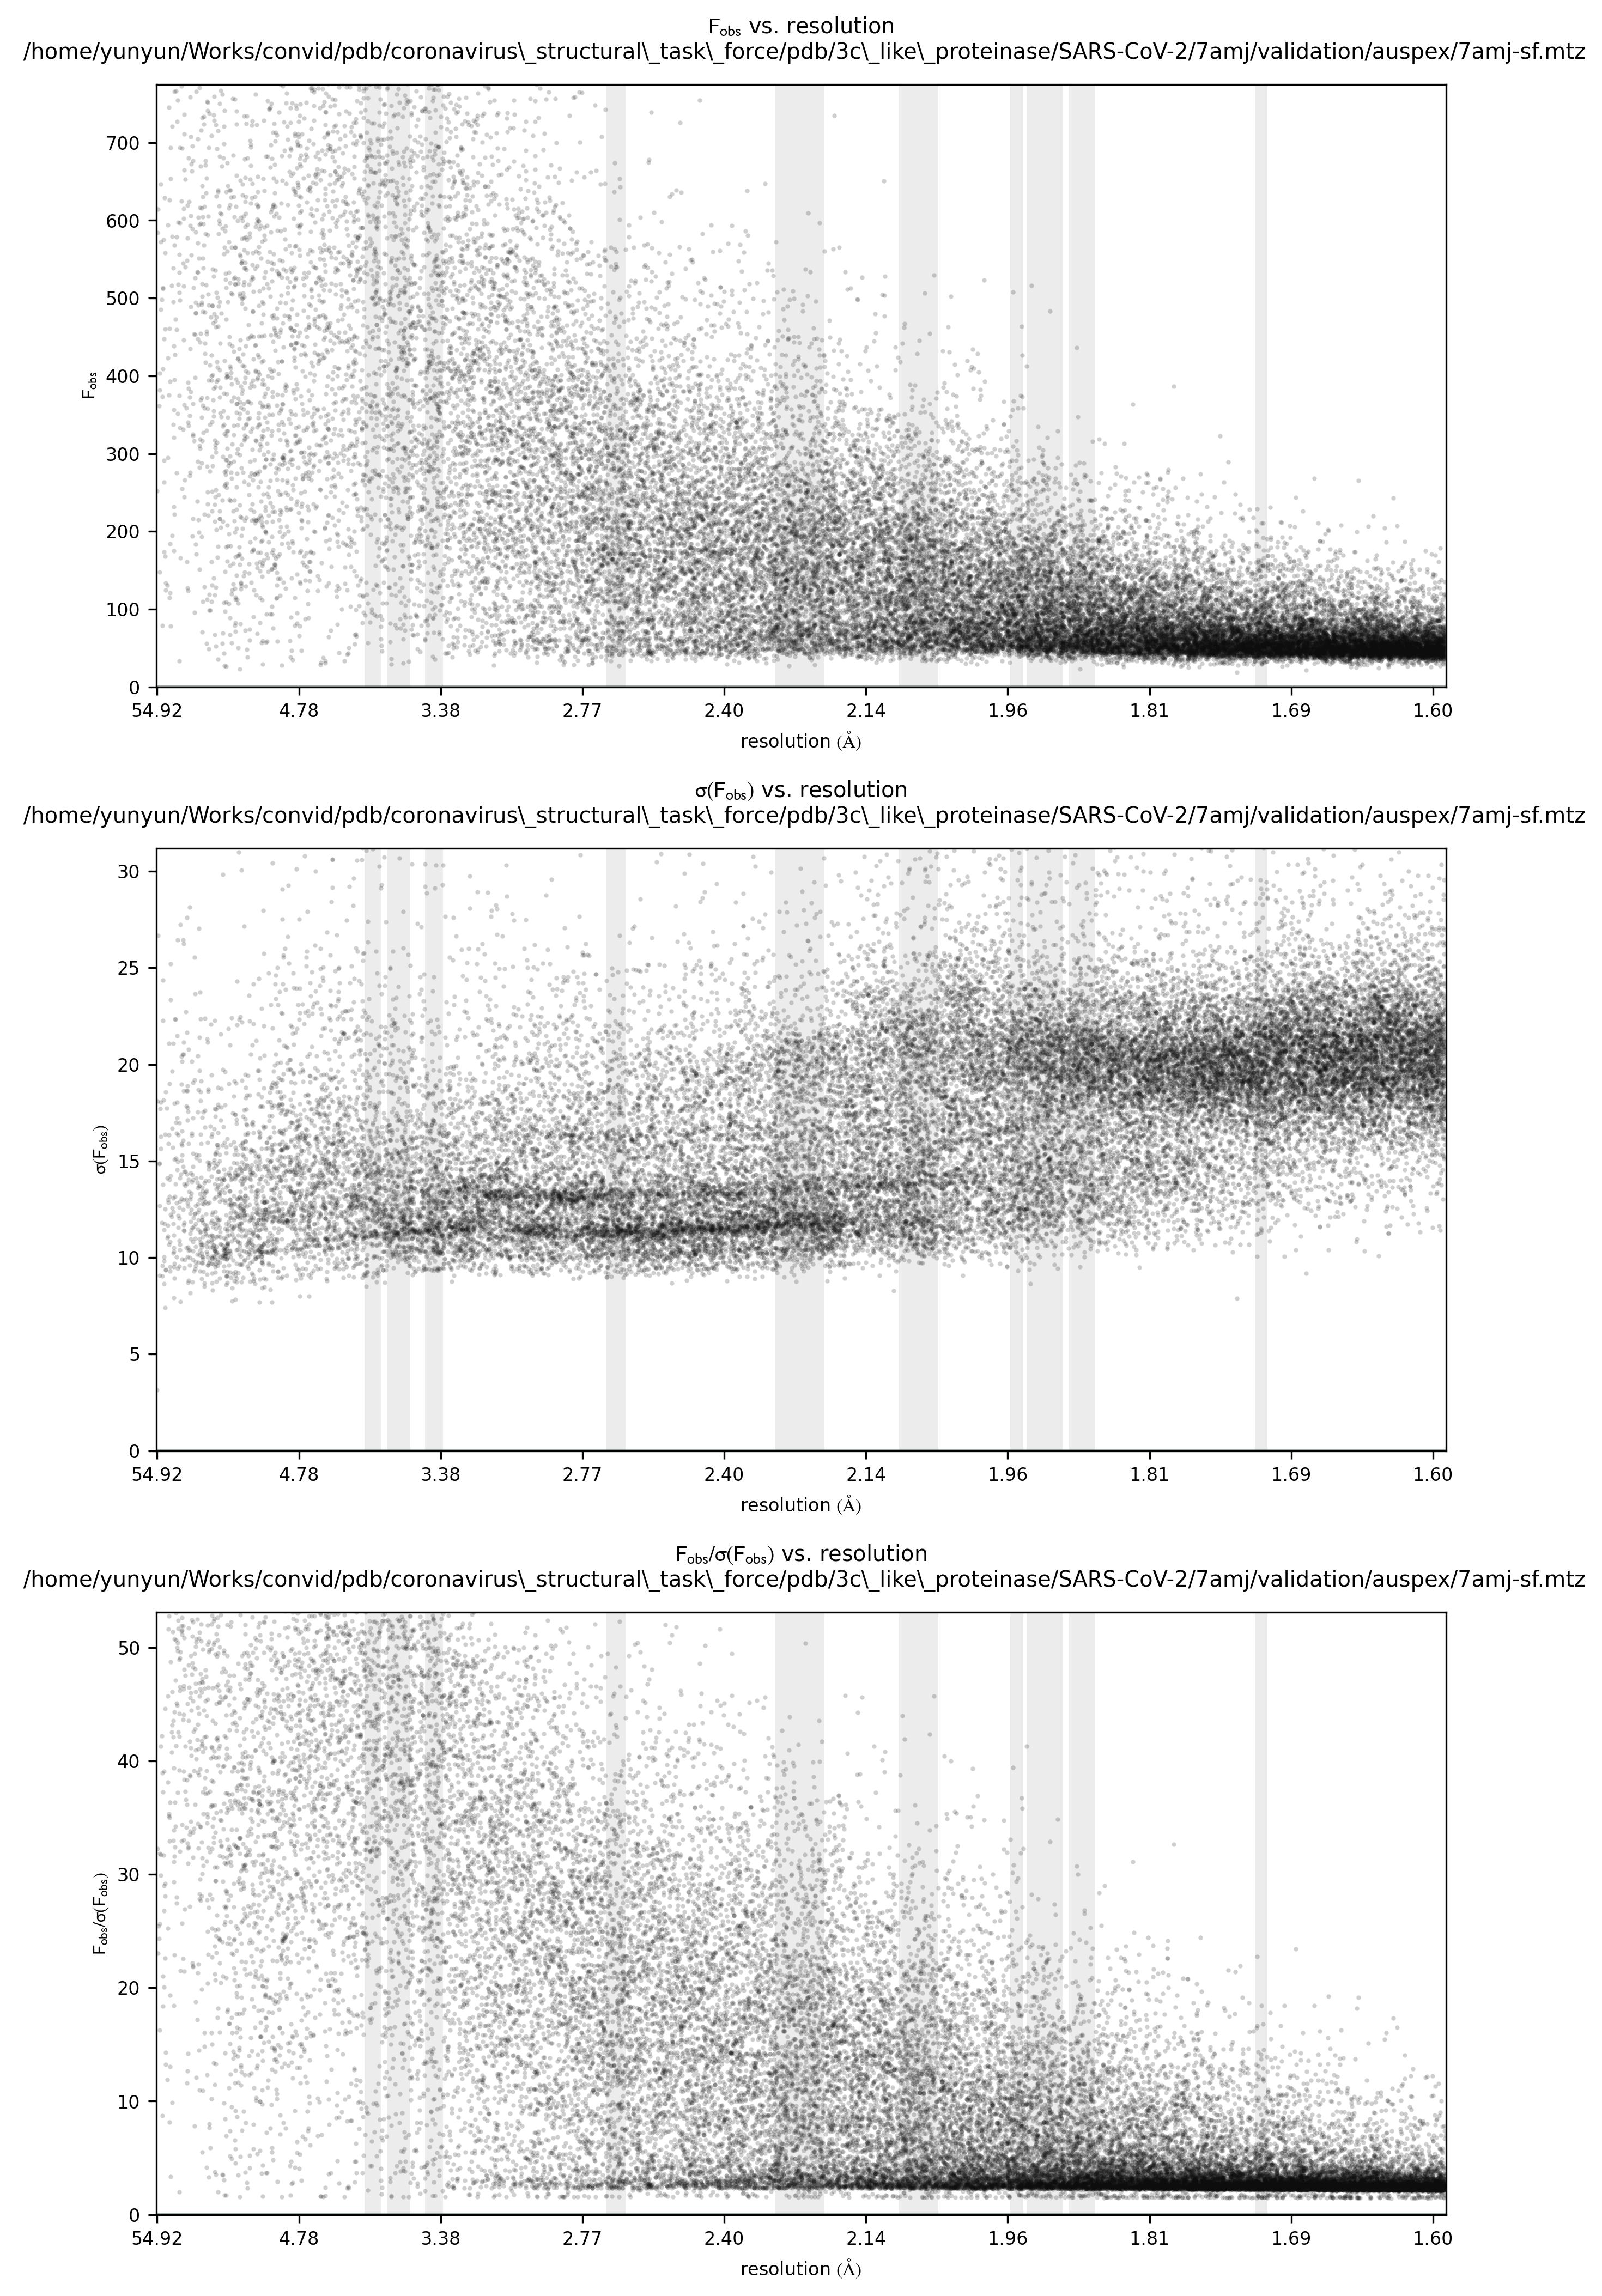 Fobs vs. resolution
/home/yunyun/Works/convid/pdb/coronavirus\_structural\_task\_force/pdb/3c\_like\_proteinase/SARS-CoV-2/7amj/validation/auspex/7amj-sf.mtz
700
600
500
400
300
200
100
0
Fobs
54.92 4.78 3.38 2.77 2.40 2.14 1.96 1.81 1.69 1.60
resolution (Å)
σ(Fobs) vs. resolution
/home/yunyun/Works/convid/pdb/coronavirus\_structural\_task\_force/pdb/3c\_like\_proteinase/SARS-CoV-2/7amj/validation/auspex/7amj-sf.mtz
30
25
20
15
10
5
0
σ(Fobs)
54.92 4.78 3.38 2.77 2.40 2.14 1.96 1.81 1.69 1.60
resolution (Å)
Fobs/σ(Fobs) vs. resolution
/home/yunyun/Works/convid/pdb/coronavirus\_structural\_task\_force/pdb/3c\_like\_proteinase/SARS-CoV-2/7amj/validation/auspex/7amj-sf.mtz
50
40
30
20
10
0
Fobs/σ(Fobs)
54.92 4.78 3.38 2.77 2.40 2.14 1.96 1.81 1.69 1.60
resolution (Å)